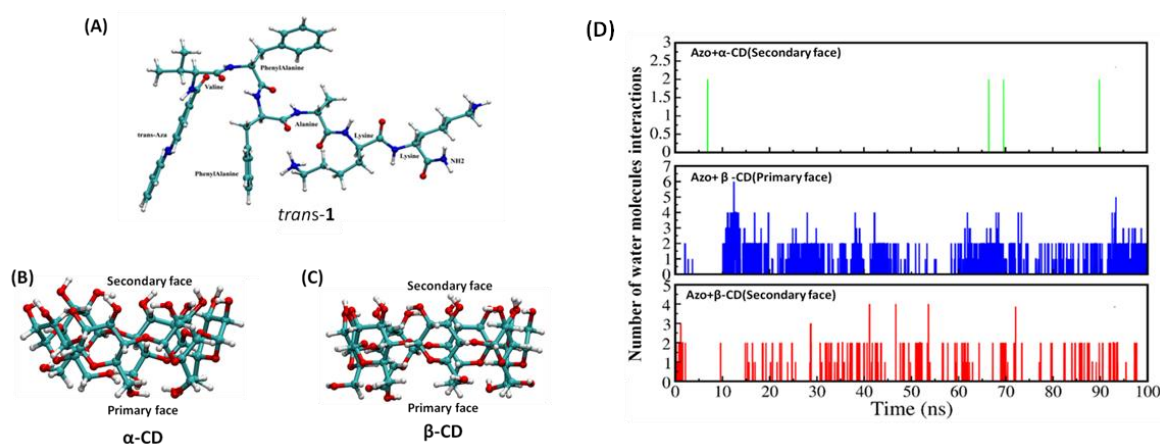 (A)
PhenylAlanine
Valine
trans-Azo
Alanine
Lysine
Lysine
NH2
PhenylAlanine
trans-1
(B)
Secondary face
Primary face
α-CD
(C)
Secondary face
Primary face
β-CD
(D)
Number of water molecules interactions
Azo+α-CD(Secondary face)
3
2.5
2
1.5
1
0.5
0
Azo+ β -CD(Primary face)
7
6
5
4
3
2
1
0
Azo+β-CD(Secondary face)
5
4
3
2
1
0
0 10 20 30 40 50 60 70 80 90 100
Time (ns)